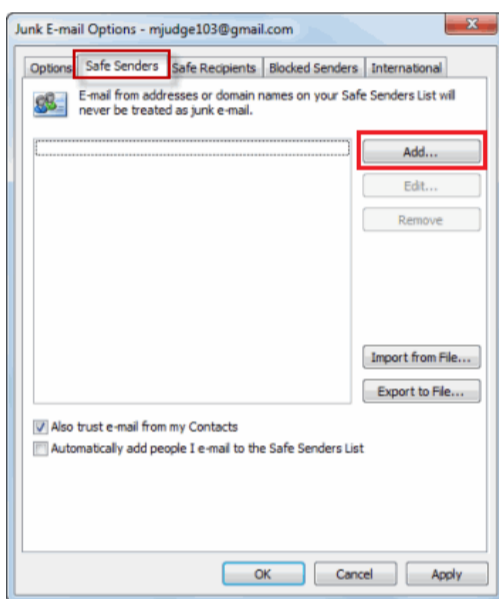 Junk E-mail Options - mjudge103@gmail.com
Options Safe Senders Safe Recipients Blocked Senders International
E-mail from addresses or domain names on your Safe Senders List will
never be treated as junk e-mail.
Add...
Edit...
Remove
Import from File...
Export to File...
Also trust e-mail from my Contacts
Automatically add people I e-mail to the Safe Senders List
OK Cancel Apply